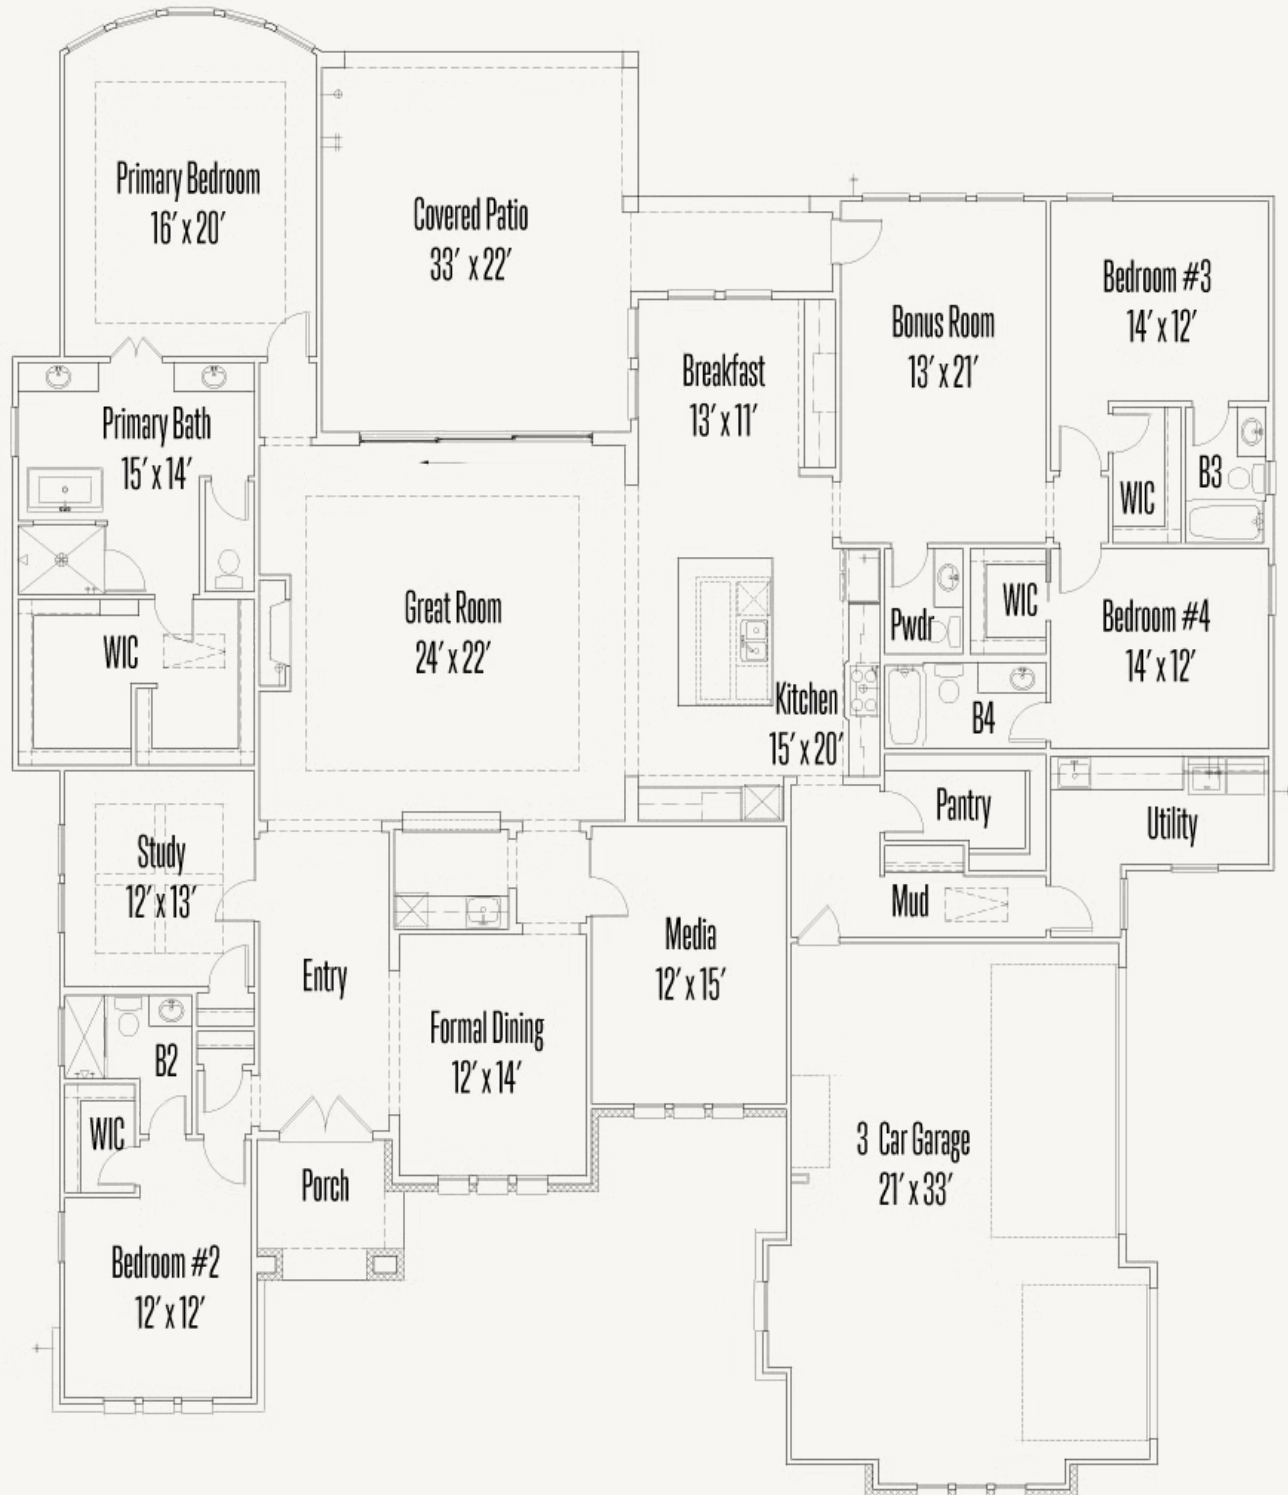 Primary Bedroom
16' x 20'
Covered Patio
33' x 22'
Bedroom #3
14' x 12'
Bonus Room
13' x 21'
Breakfast
13' x 11'
Primary Bath
15' x 14'
B3
WIC
Great Room
24' x 22'
WIC
WIC
Pwdr
Bedroom #4
14' x 12'
Kitchen
15' x 20'
B4
Pantry
Utility
Study
12' x 13'
Mud
Media
12' x 15'
Entry
Formal Dining
12' x 14'
B2
WIC
3 Car Garage
21' x 33'
Porch
Bedroom #2
12' x 12'